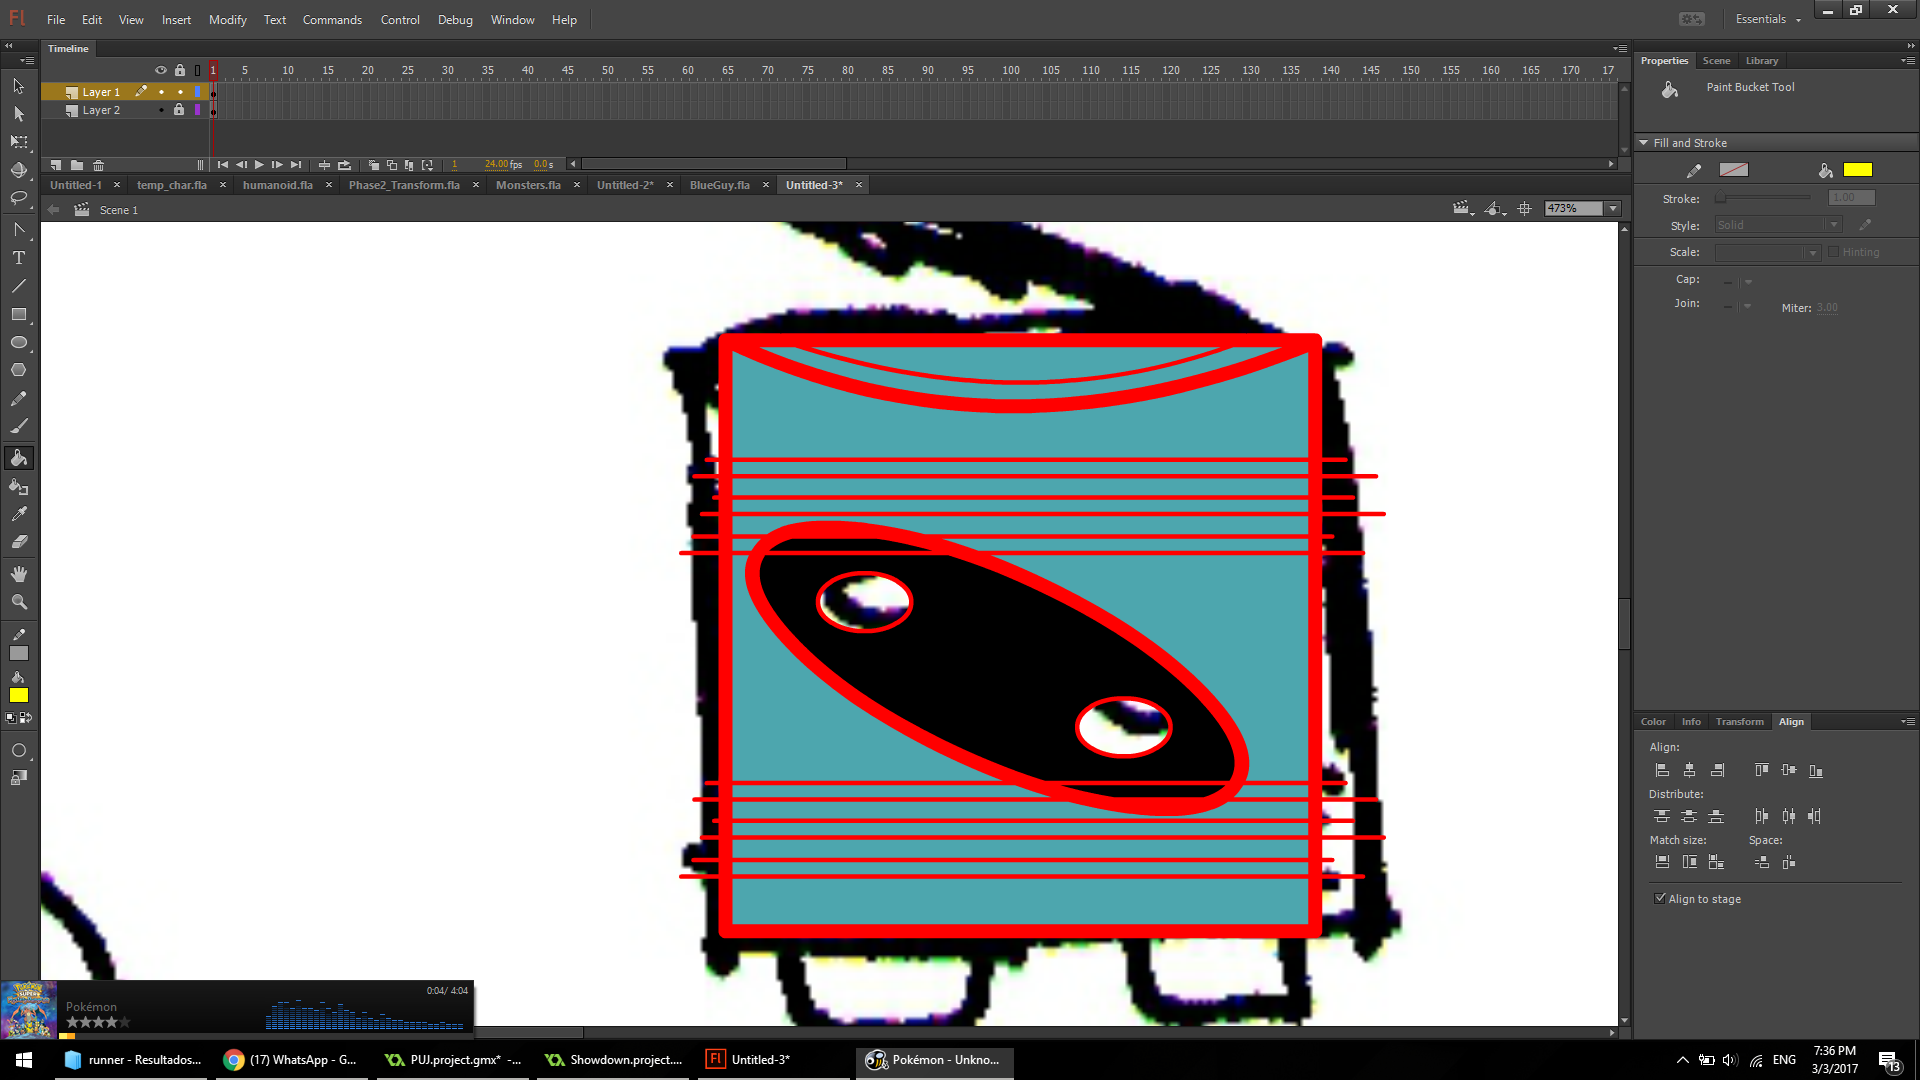 Fl File Edit View Insert Modify Text Commands Control Debug Window Help Essentials
Timeline
1 5 10 15 20 25 30 35 40 45 50 55 60 65 70 75 80 85 90 95 100 105 110 115 120 125 130 135 140 145 150 155 160 165 170 17
Layer 1
Layer 2
1 24.00 fps 0.0 s
Untitled-1 temp_char.fla humanoid.fla Phase2_Transform.fla Monsters.fla Untitled-2* BlueGuy.fla Untitled-3*
Scene 1 473%
Properties Scene Library
Paint Bucket Tool
Fill and Stroke
Stroke: 1.00
Style: Solid
Scale: Hinting
Cap:
Join: Miter: 3.00
Color Info Transform Align
Align:
Distribute:
Match size: Space:
Align to stage
0:04/ 4:04
Pokémon
runner - Resultados... (17) WhatsApp - G... PUJ.project.gmx* -... Showdown.project.... Fl Untitled-3* Pokémon - Unkno... ENG 7:36 PM
3/3/2017 13